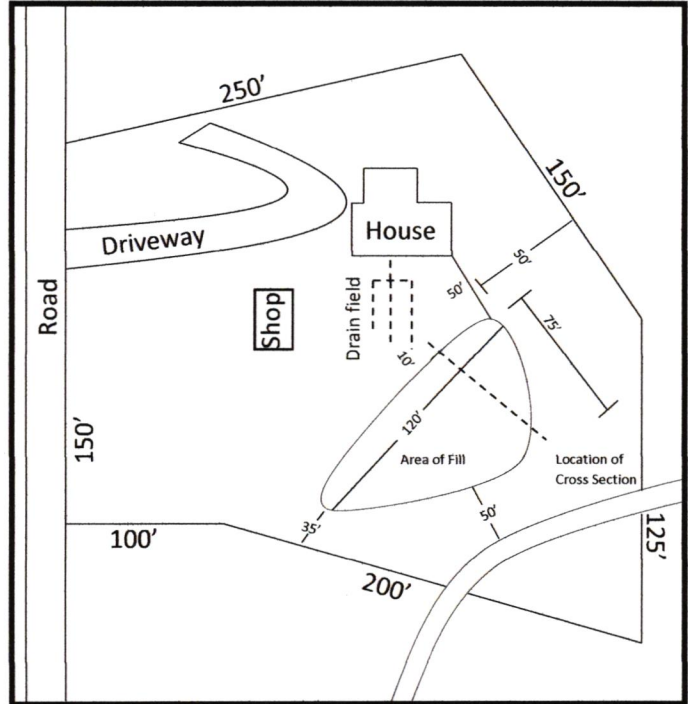 250’
150’
House
Driveway
50’
50’
Road
Shop
Drain field
75’
10’
120’
Area of Fill
Location of
Cross Section
150’
35’
50’
100’
125’
200’